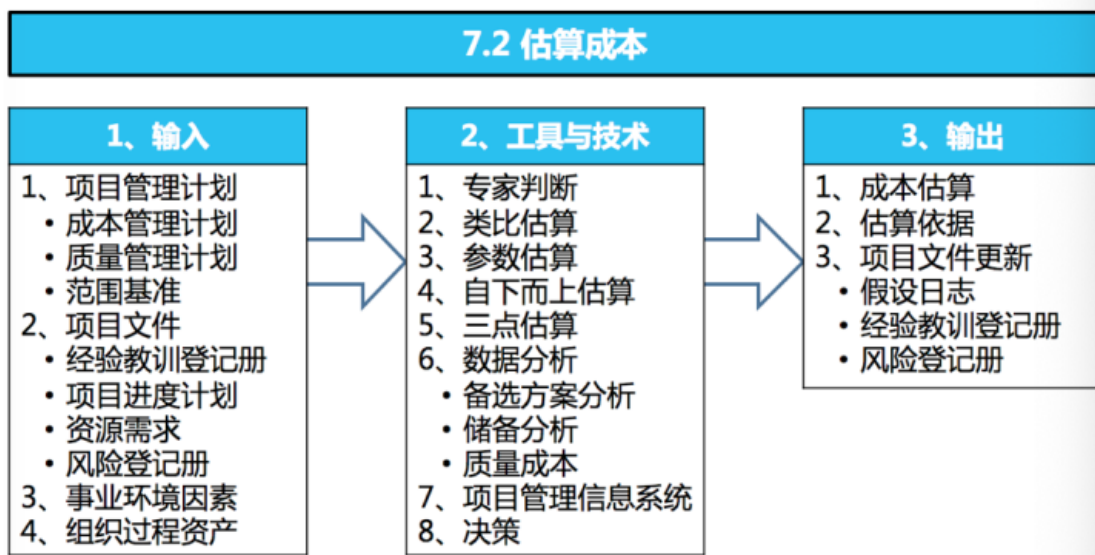 7.2 估算成本
1、输入
1、项目管理计划
• 成本管理计划
• 质量管理计划
• 范围基准
2、项目文件
• 经验教训登记册
• 项目进度计划
• 资源需求
• 风险登记册
3、事业环境因素
4、组织过程资产
2、工具与技术
1、专家判断
2、类比估算
3、参数估算
4、自下而上估算
5、三点估算
6、数据分析
• 备选方案分析
• 储备分析
• 质量成本
7、项目管理信息系统
8、决策
3、输出
1、成本估算
2、估算依据
3、项目文件更新
• 假设日志
• 经验教训登记册
• 风险登记册